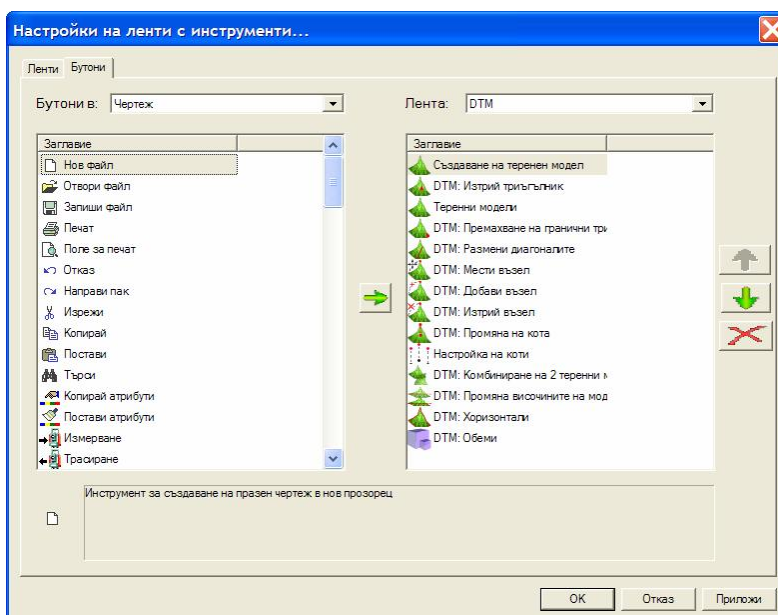 Настройки на ленти с инструменти...
Ленти Бутони
Бутони в: Чертеж Лента: DTM
Заглавие Заглавие
Нов файл Създаване на теренен модел
Отвори файл DTM: Изтрий триъгълник
Запиши файл Теренни модели
Печат DTM: Премахване на гранични три
Поле за печат DTM: Размени диагоналите
Отказ DTM: Мести възел
Направи пак DTM: Добави възел
Изрежи DTM: Изтрий възел
Копирай DTM: Промяна на кота
Постави Настройка на коти
Търси DTM: Комбиниране на 2 теренни м
Копирай атрибути DTM: Промяна височините на мод
Постави атрибути DTM: Хоризонтали
Измерване DTM: Обеми
Трасиране
Инструмент за създаване на празен чертеж в нов прозорец
OK Отказ Приложи